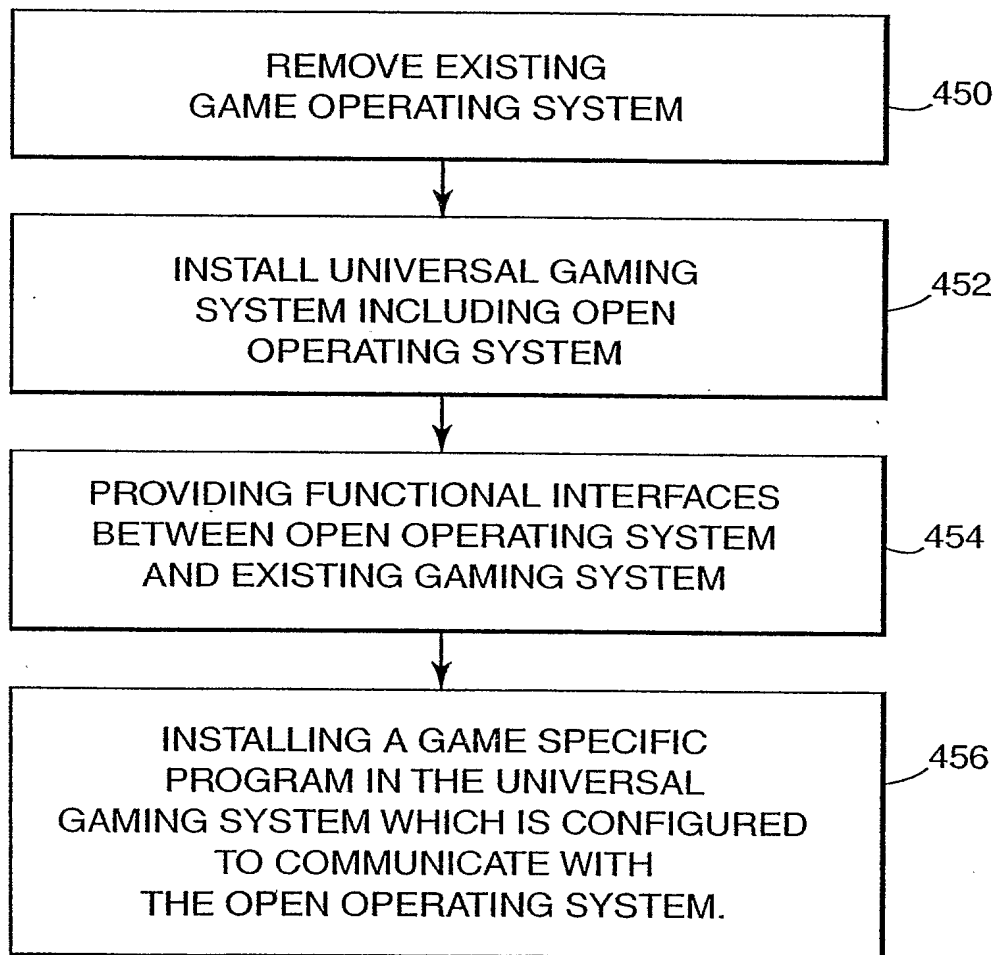 REMOVE EXISTING
GAME OPERATING SYSTEM
450
INSTALL UNIVERSAL GAMING
SYSTEM INCLUDING OPEN
OPERATING SYSTEM
452
PROVIDING FUNCTIONAL INTERFACES
BETWEEN OPEN OPERATING SYSTEM
AND EXISTING GAMING SYSTEM
454
INSTALLING A GAME SPECIFIC
PROGRAM IN THE UNIVERSAL
GAMING SYSTEM WHICH IS CONFIGURED
TO COMMUNICATE WITH
THE OPEN OPERATING SYSTEM.
456